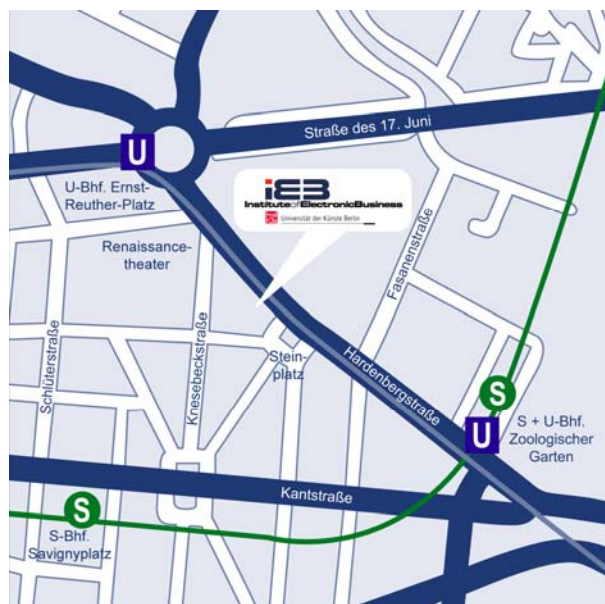 Straße des 17. Juni
U
U-Bhf. Ernst-
Reuther-Platz
iEB
InstituteofElectronicBusiness
Universität der Künste Berlin
Renaissance-
theater
Fasanenstraße
Schlüterstraße
Knesebeckstraße
Stein-
platz
Hardenbergstraße
S
U
S + U-Bhf.
Zoologischer
Garten
Kantstraße
S
S-Bhf.
Savignyplatz